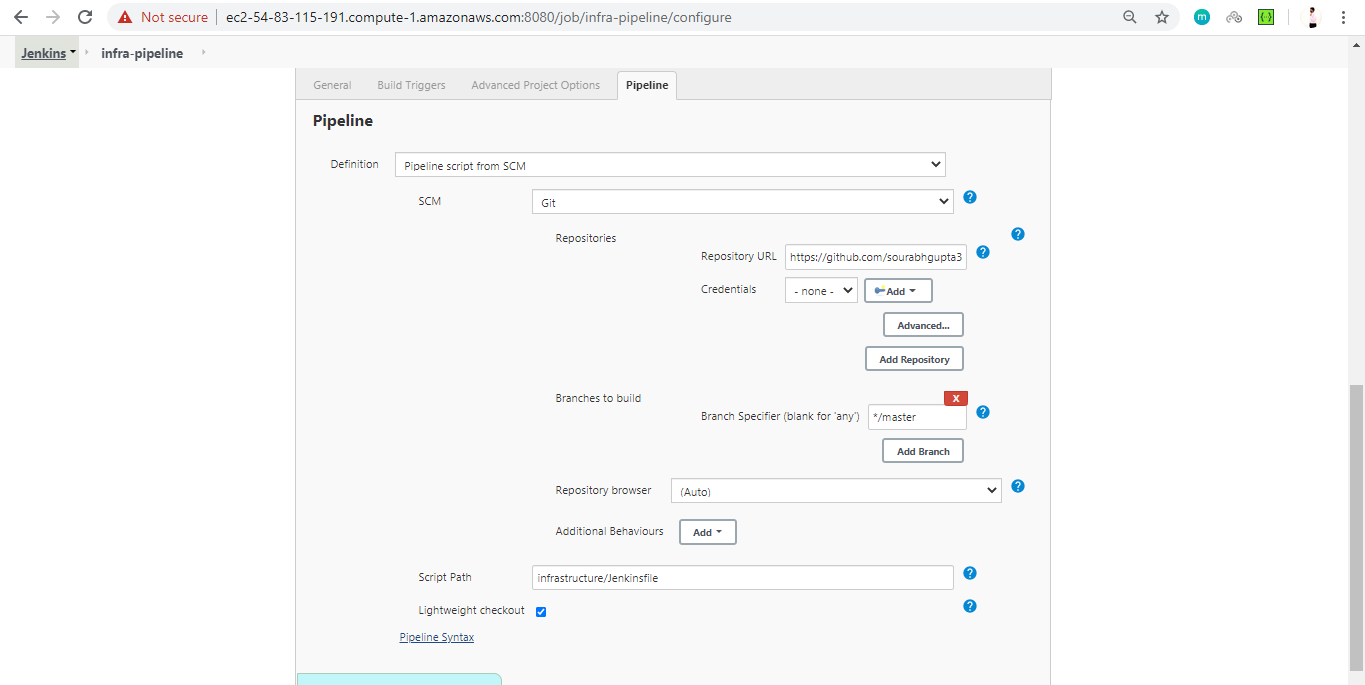 Not secure | ec2-54-83-115-191.compute-1.amazonaws.com:8080/job/infra-pipeline/configure
m
{·}
Jenkins infra-pipeline
General Build Triggers Advanced Project Options Pipeline
Pipeline
Definition Pipeline script from SCM
SCM Git ?
Repositories ?
Repository URL https://github.com/sourabhgupta3 ?
Credentials - none - Add
Advanced...
Add Repository
Branches to build X
Branch Specifier (blank for 'any') */master ?
Add Branch
Repository browser (Auto) ?
Additional Behaviours Add
Script Path infrastructure/Jenkinsfile ?
Lightweight checkout ?
Pipeline Syntax